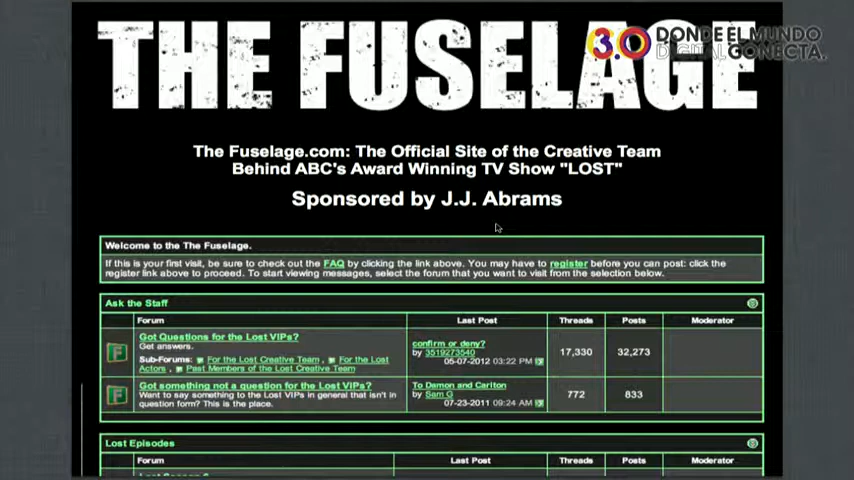 THE FUSELAGE
3.0 DONDE EL MUNDO
DIGITAL CONECTA.
The Fuselage.com: The Official Site of the Creative Team
Behind ABC's Award Winning TV Show "LOST"
Sponsored by J.J. Abrams
Welcome to the The Fuselage.
If this is your first visit, be sure to check out the FAQ by clicking the link above. You may have to register before you can post: click the
register link above to proceed. To start viewing messages, select the forum that you want to visit from the selection below.
Ask the Staff
Forum Last Post Threads Posts Moderator
Got Questions for the Lost VIPs?
Get answers.
Sub-Forums: For the Lost Creative Team , For the Lost
Actors , Past Members of the Lost Creative Team
confirm or deny?
by 3519273540
05-07-2012 03:22 PM
17,330 32,273
Got something not a question for the Lost VIPs?
Want to say something to the Lost VIPs in general that isn't in
question form? This is the place.
To Damon and Carlton
by Sam G
07-23-2011 09:24 AM
772 833
Lost Episodes
Forum Last Post Threads Posts Moderator